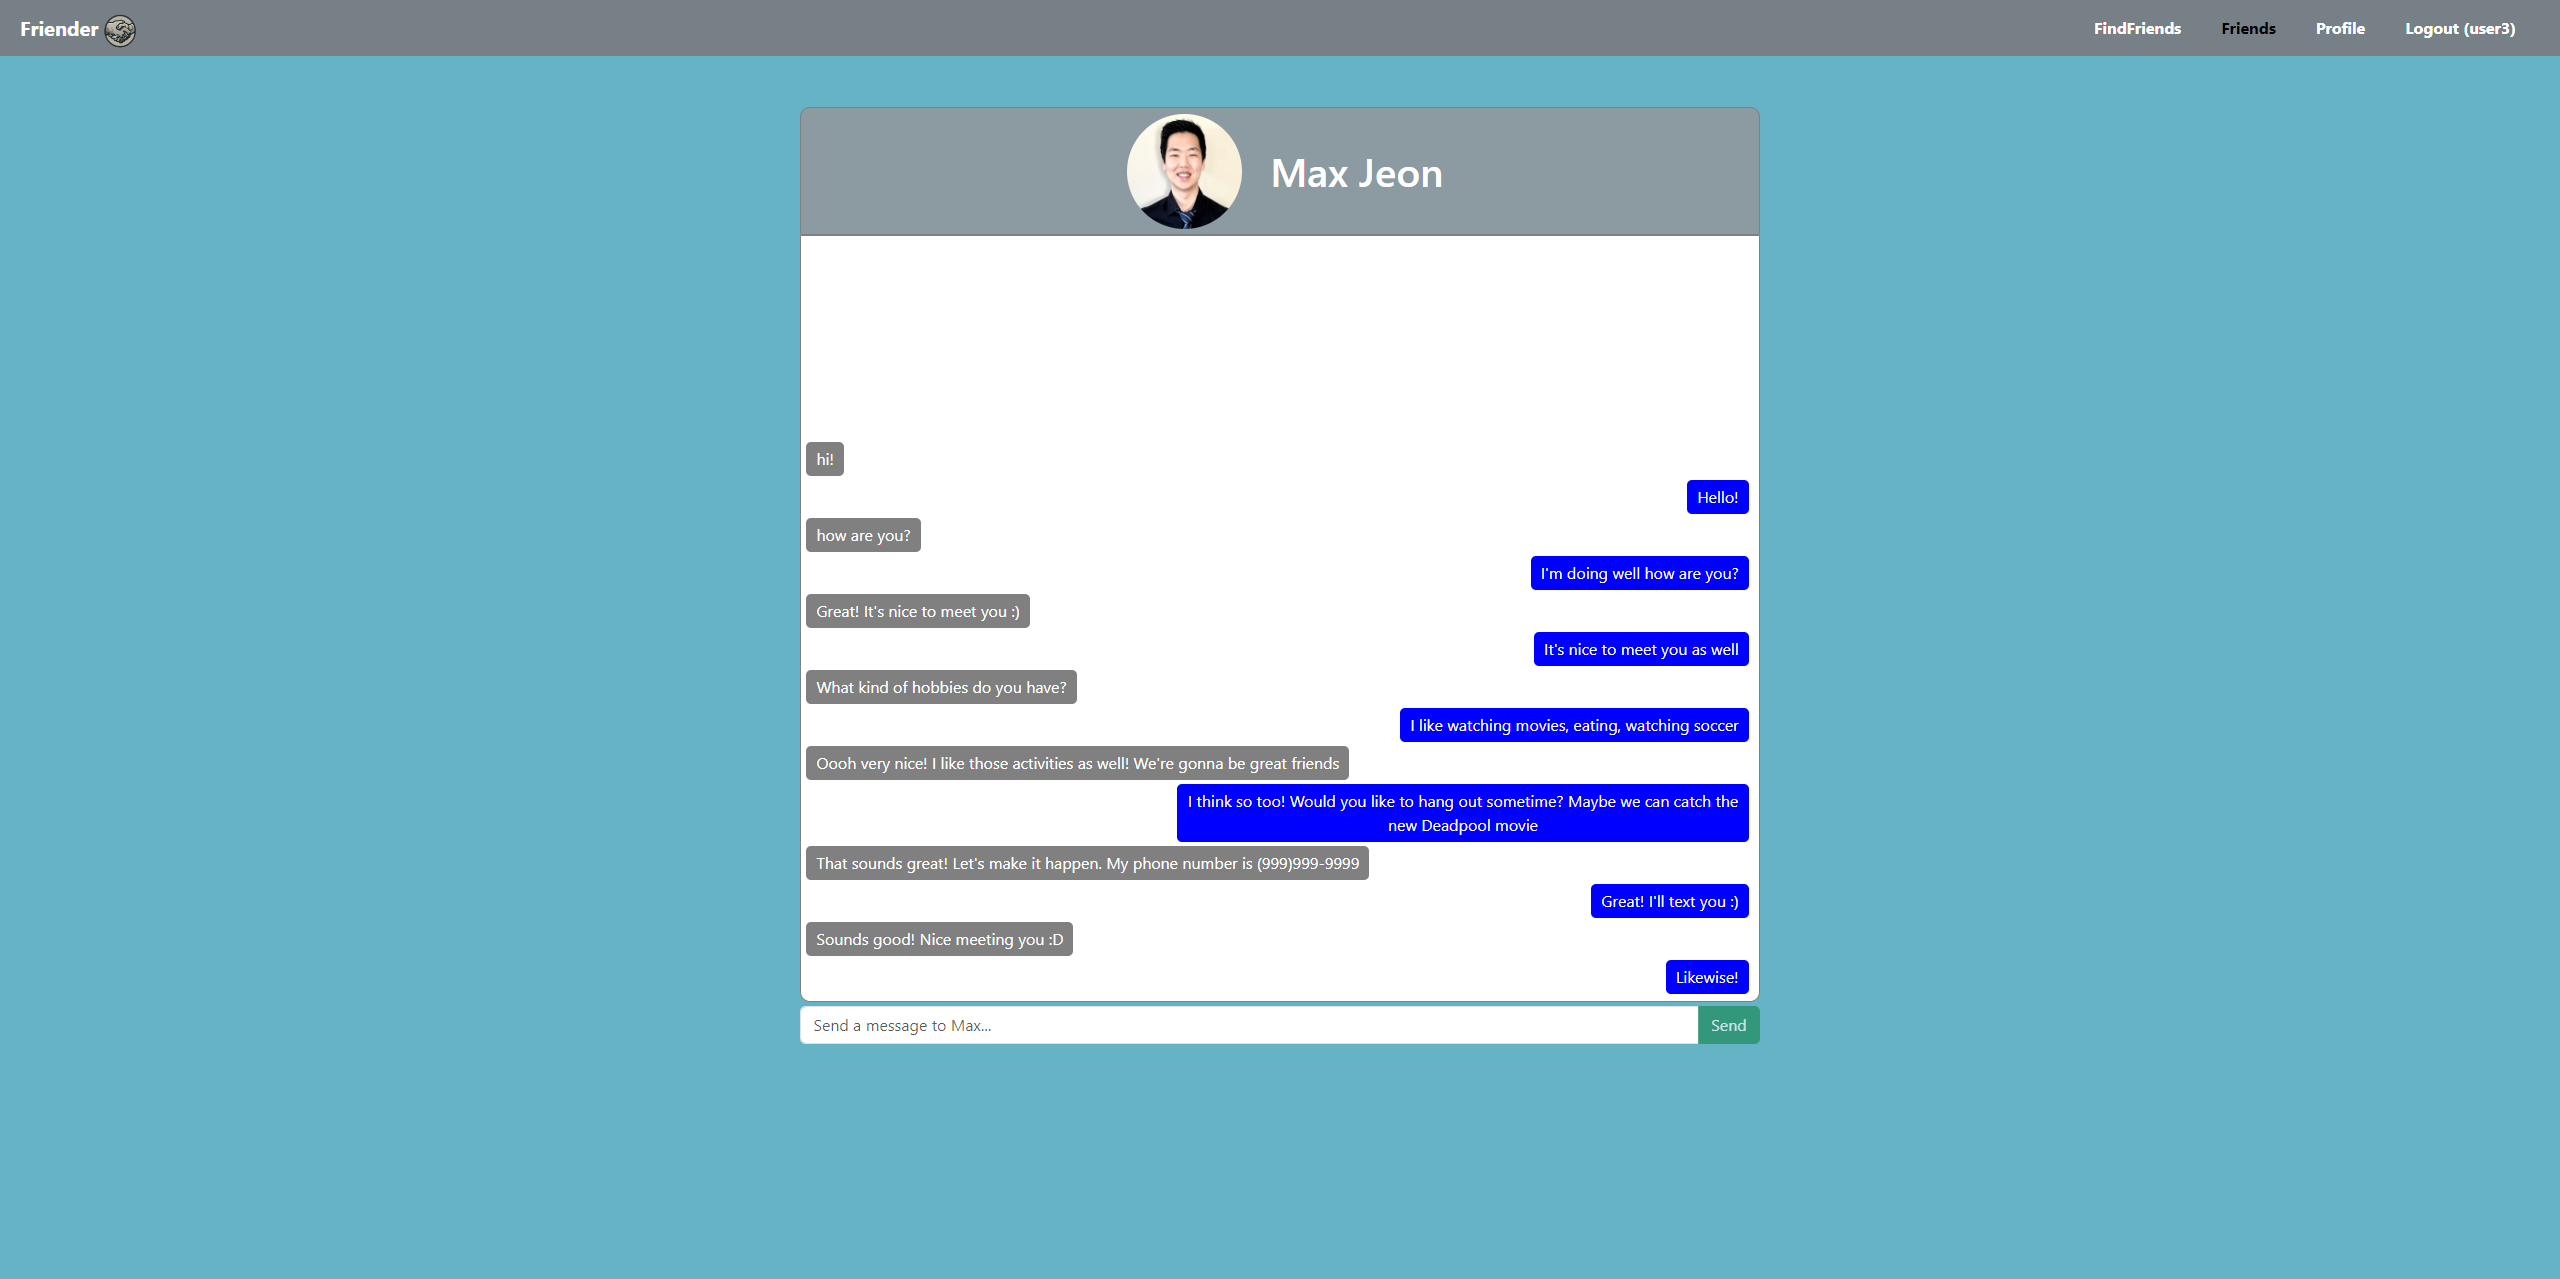 Friender
FindFriends Friends Profile Logout (user3)
Max Jeon
hi!
Hello!
how are you?
I'm doing well how are you?
Great! It's nice to meet you :)
It's nice to meet you as well
What kind of hobbies do you have?
I like watching movies, eating, watching soccer
Oooh very nice! I like those activities as well! We're gonna be great friends
I think so too! Would you like to hang out sometime? Maybe we can catch the
new Deadpool movie
That sounds great! Let's make it happen. My phone number is (999)999-9999
Great! I'll text you :)
Sounds good! Nice meeting you :D
Likewise!
Send a message to Max...
Send